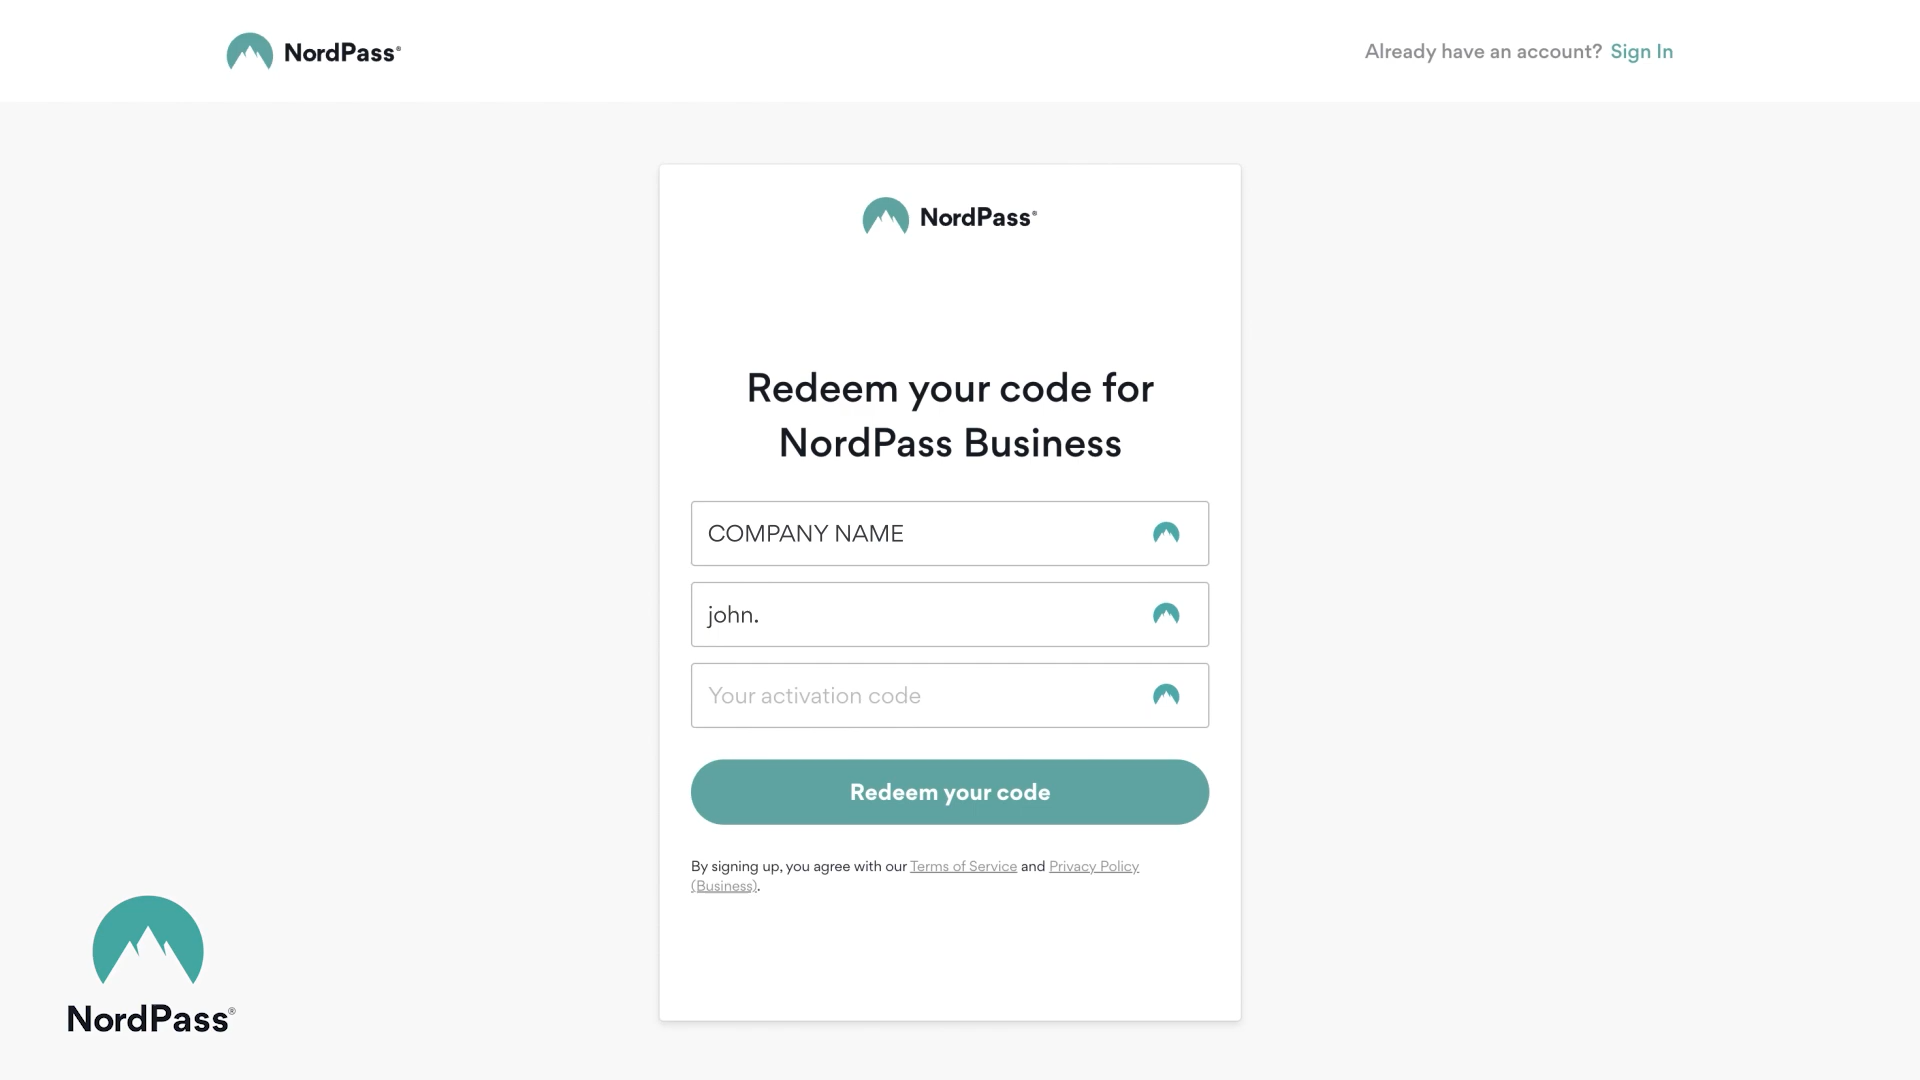 NordPass®
Already have an account? Sign In
NordPass®
Redeem your code for
NordPass Business
COMPANY NAME
john.
Your activation code
Redeem your code
By signing up, you agree with our Terms of Service and Privacy Policy
(Business).
NordPass®